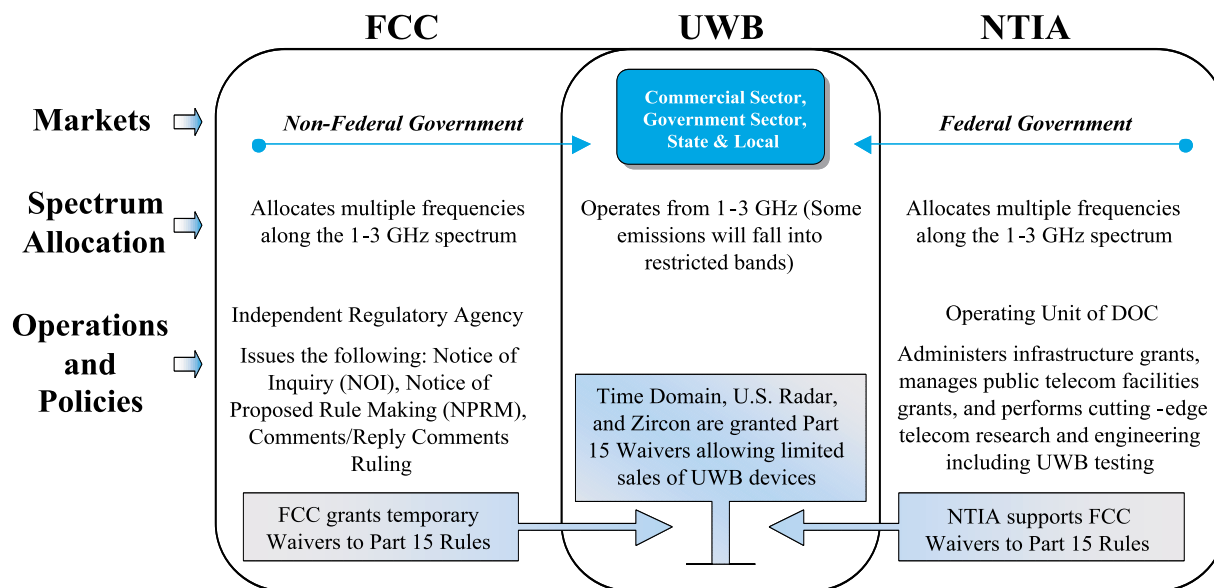 FCC
UWB
NTIA
Markets
Non-Federal Government
Commercial Sector,
Government Sector,
State & Local
Federal Government
Spectrum
Allocation
Allocates multiple frequencies
along the 1-3 GHz spectrum
Operates from 1-3 GHz (Some
emissions will fall into
restricted bands)
Allocates multiple frequencies
along the 1-3 GHz spectrum
Operations
and
Policies
Independent Regulatory Agency
Issues the following: Notice of
Inquiry (NOI), Notice of
Proposed Rule Making (NPRM),
Comments/Reply Comments
Ruling
Time Domain, U.S. Radar,
and Zircon are granted Part
15 Waivers allowing limited
sales of UWB devices
Operating Unit of DOC
Administers infrastructure grants,
manages public telecom facilities
grants, and performs cutting -edge
telecom research and engineering
including UWB testing
FCC grants temporary
Waivers to Part 15 Rules
NTIA supports FCC
Waivers to Part 15 Rules